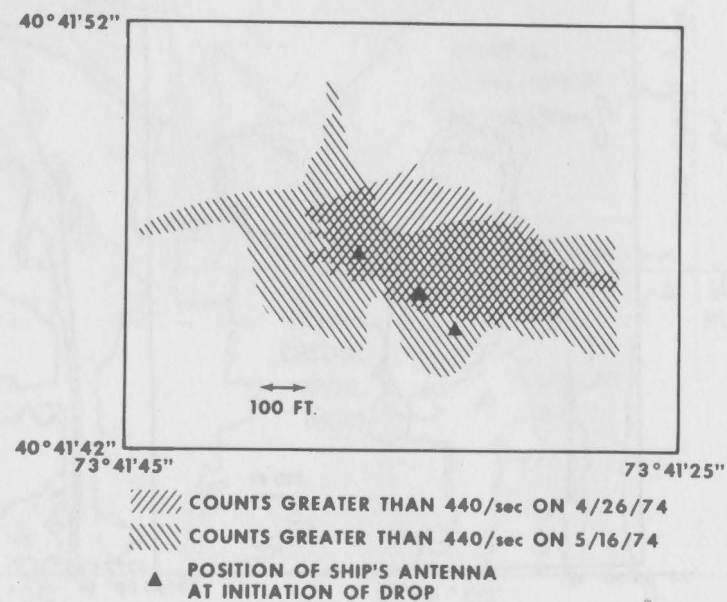 40°41'52"
100 FT.
40°41'42"
73°41'45" 73°41'25"
COUNTS GREATER THAN 440/sec ON 4/26/74
COUNTS GREATER THAN 440/sec ON 5/16/74
POSITION OF SHIP'S ANTENNA
AT INITIATION OF DROP